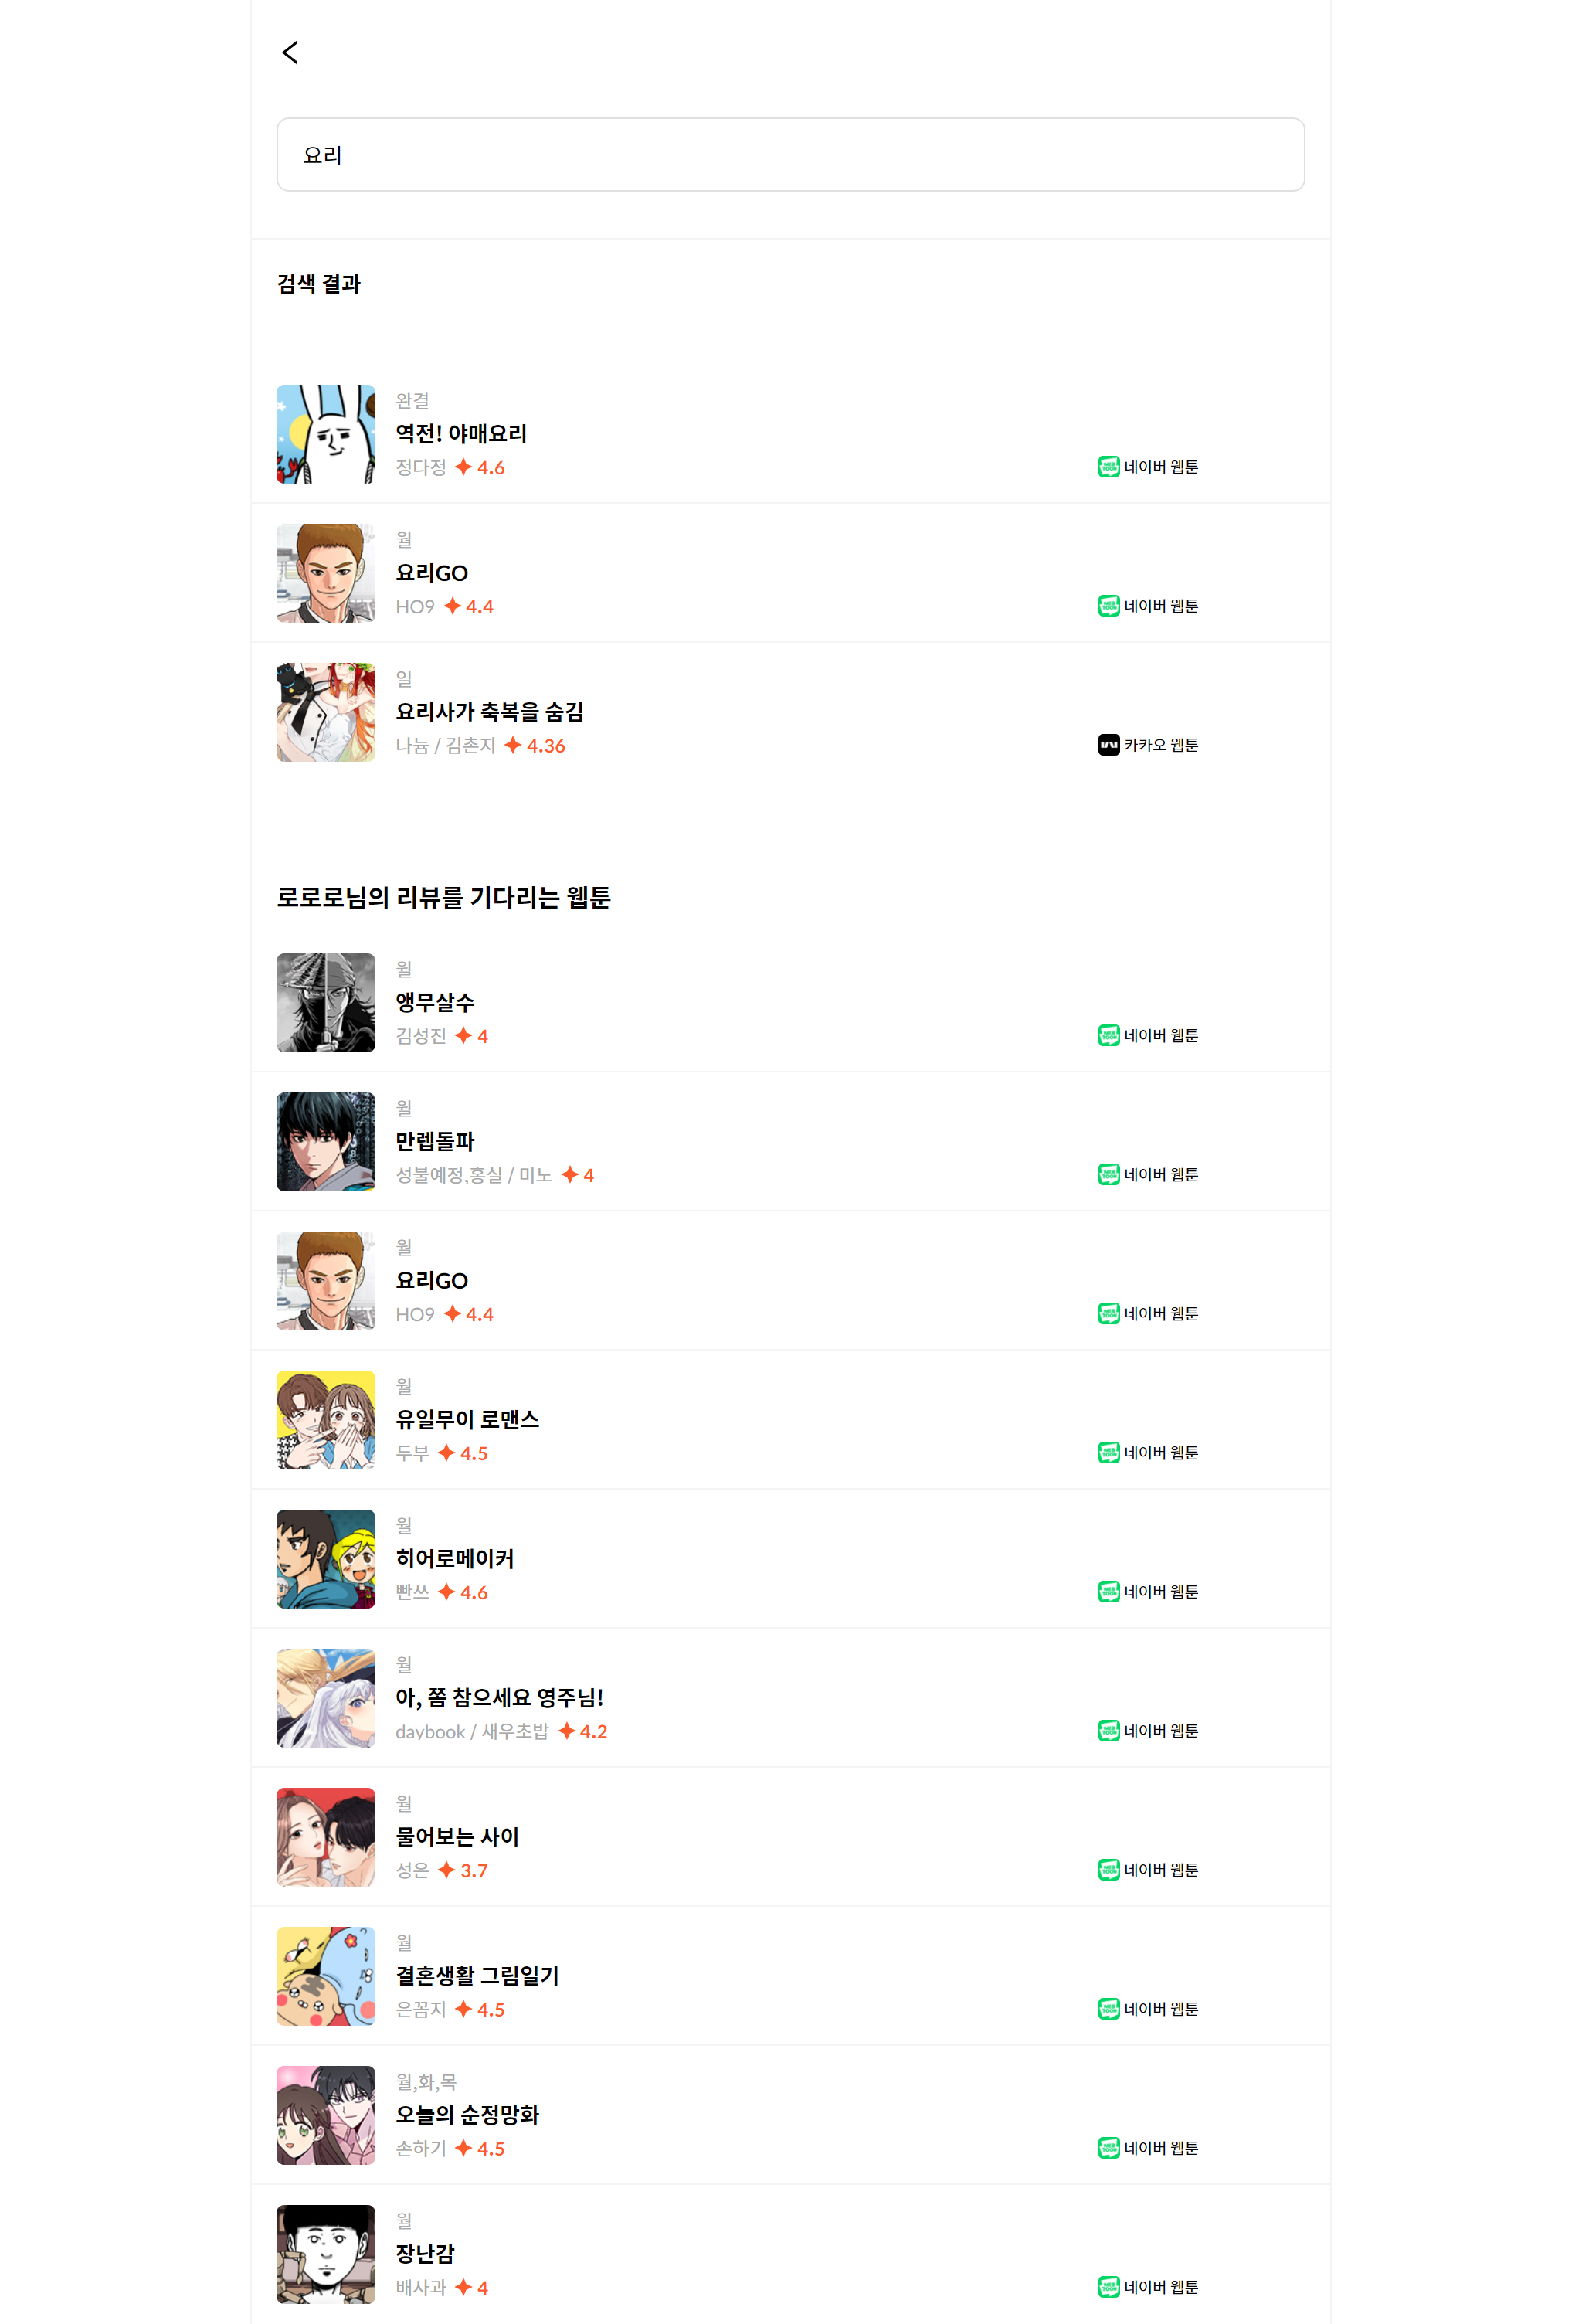 요리
검색 결과
완결
역전! 야매요리
정다정 4.6
네이버 웹툰
월
요리GO
HO9 4.4
네이버 웹툰
일
요리사가 축복을 숨김
나눔 / 김촌지 4.36
카카오 웹툰
로로로님의 리뷰를 기다리는 웹툰
월
앵무살수
김성진 4
네이버 웹툰
월
만렙돌파
성불예정,홍실 / 미노 4
네이버 웹툰
월
요리GO
HO9 4.4
네이버 웹툰
월
유일무이 로맨스
두부 4.5
네이버 웹툰
월
히어로메이커
빤쓰 4.6
네이버 웹툰
월
아, 쫌 참으세요 영주님!
daybook / 새우초밥 4.2
네이버 웹툰
월
물어보는 사이
성은 3.7
네이버 웹툰
월
결혼생활 그림일기
은꼼지 4.5
네이버 웹툰
월,화,목
오늘의 순정망화
손하기 4.5
네이버 웹툰
월
장난감
배사과 4
네이버 웹툰